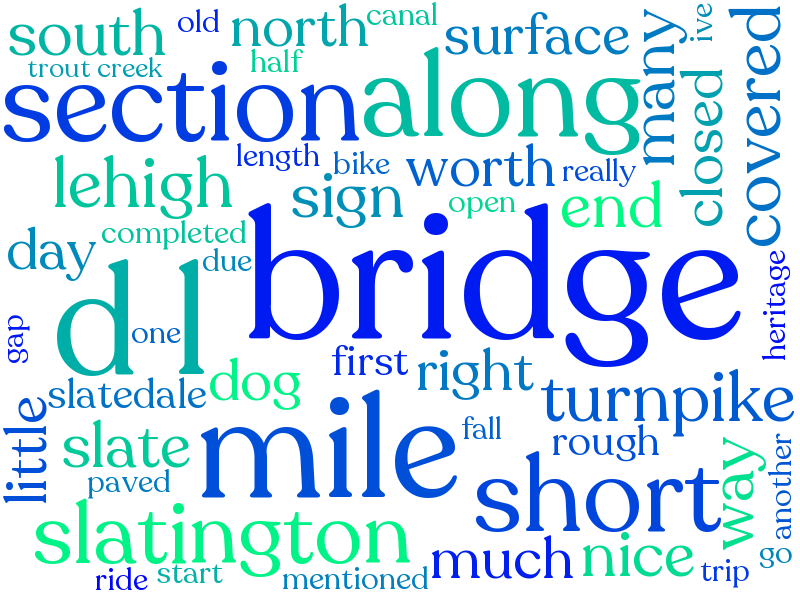 south
old
north
canal
surface
many
ive
covered
trout creek
half
section
along
closed
length
bike
worth
really
lehigh
sign
open
end
day
completed
due
bridge
d l
one
gap
heritage
first
right
slatedale
dog
turnpike
little
slate
mile
fall
rough
paved
short
way
another
slatington
much
nice
go
ride
start
mentioned
trip